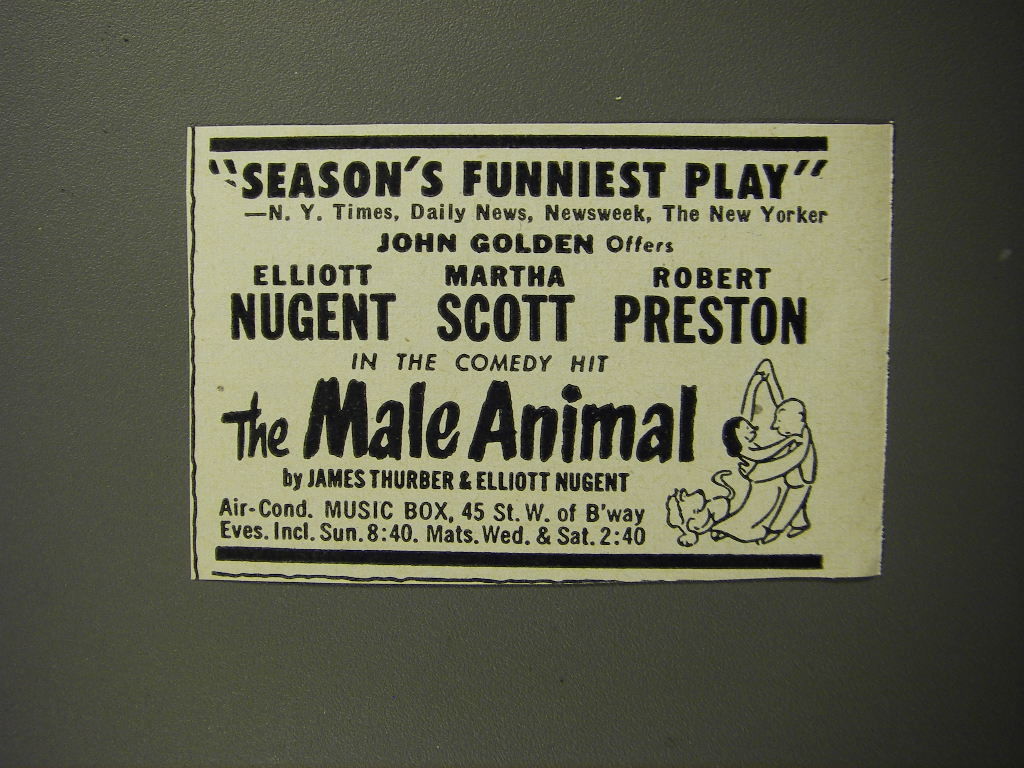 "SEASON'S FUNNIEST PLAY"
—N. Y. Times, Daily News, Newsweek, The New Yorker
JOHN GOLDEN Offers
ELLIOTT MARTHA ROBERT
NUGENT SCOTT PRESTON
IN THE COMEDY HIT
The Male Animal
by JAMES THURBER & ELLIOTT NUGENT
Air-Cond. MUSIC BOX, 45 St. W. of B'way
Eves. Incl. Sun. 8:40. Mats. Wed. & Sat. 2:40